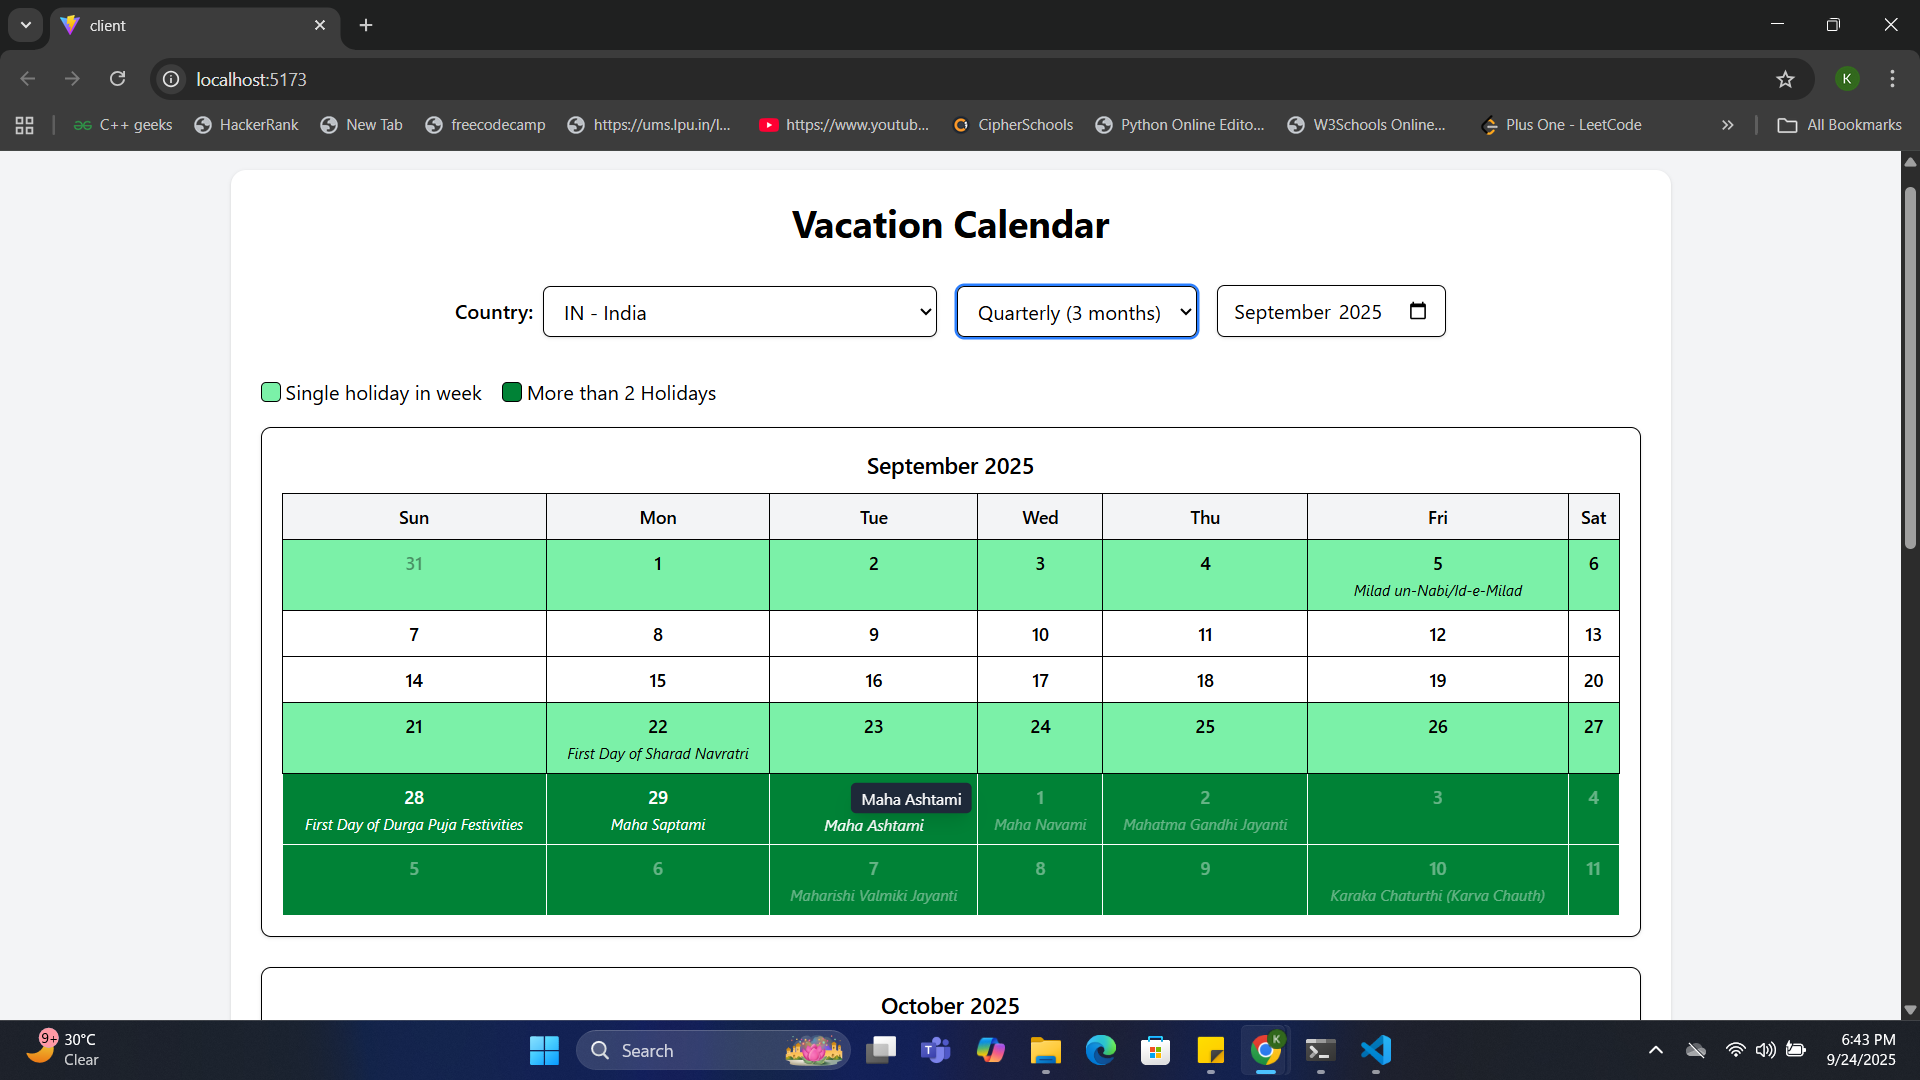 client
localhost:5173
C++ geeks HackerRank New Tab freecodecamp https://ums.lpu.in/l... https://www.youtub... CipherSchools Python Online Edito... W3Schools Online... Plus One - LeetCode » All Bookmarks
K
Vacation Calendar
Country: IN - India Quarterly (3 months) September 2025
Single holiday in week More than 2 Holidays
September 2025
Sun Mon Tue Wed Thu Fri Sat
31 1 2 3 4 5 6
Milad un-Nabi/Id-e-Milad
7 8 9 10 11 12 13
14 15 16 17 18 19 20
21 22 23 24 25 26 27
First Day of Sharad Navratri
28 29 Maha Ashtami 1 2 3 4
First Day of Durga Puja Festivities Maha Saptami Maha Ashtami Maha Navami Mahatma Gandhi Jayanti
5 6 7 8 9 10 11
Maharishi Valmiki Jayanti Karaka Chaturthi (Karva Chauth)
October 2025
9+ 30°C
Clear
Search
K
6:43 PM
9/24/2025